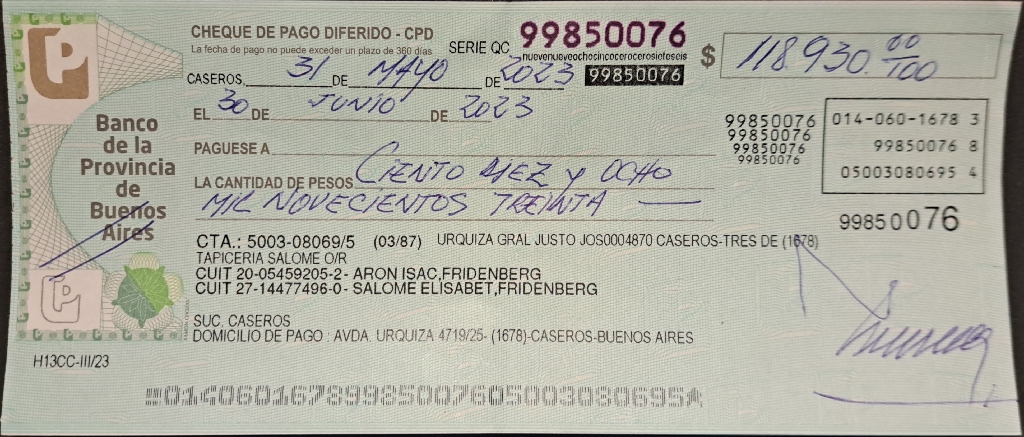 CHEQUE DE PAGO DIFERIDO - CPD
La fecha de pago no puede exceder un plazo de 360 días
SERIE QC 99850076
nuevenueveochocincocerocerosieteseis
99850076
$ 118.930. 00/100
CASEROS, 31 DE MAYO DE 2023
EL 30 DE JUNIO DE 2023
PAGUESE A
LA CANTIDAD DE PESOS CIENTO DIEZ Y OCHO
MIL NOVECIENTOS TREINTA —
99850076
99850076
99850076
99850076
014-060-1678 3
99850076 8
05003080695 4
99850076
Banco
de la
Provincia
de
Buenos
Aires
CTA.: 5003-08069/5 (03/87) URQUIZA GRAL JUSTO JOS0004870 CASEROS-TRES DE (1678)
TAPICERIA SALOME O/R
CUIT 20-05459205-2- ARON ISAC,FRIDENBERG
CUIT 27-14477496-0- SALOME ELISABET,FRIDENBERG
SUC. CASEROS
DOMICILIO DE PAGO : AVDA. URQUIZA 4719/25- (1678)-CASEROS-BUENOS AIRES
H13CC-III/23
01406016789985007605003080695